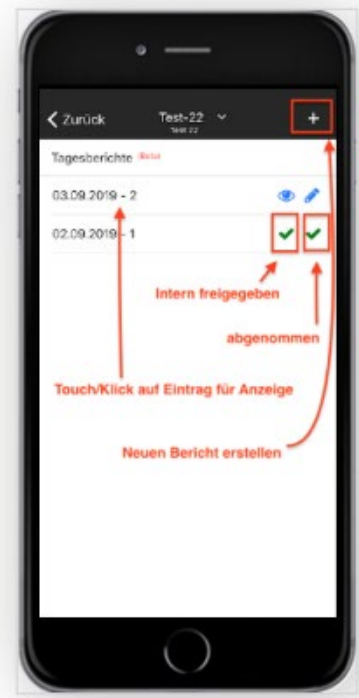 Zurück
Test-22
Test 22
+
Tagesberichte Beta
03.09.2019 - 2
02.09.2019 - 1
Intern freigegeben
abgenommen
Touch/Klick auf Eintrag für Anzeige
Neuen Bericht erstellen